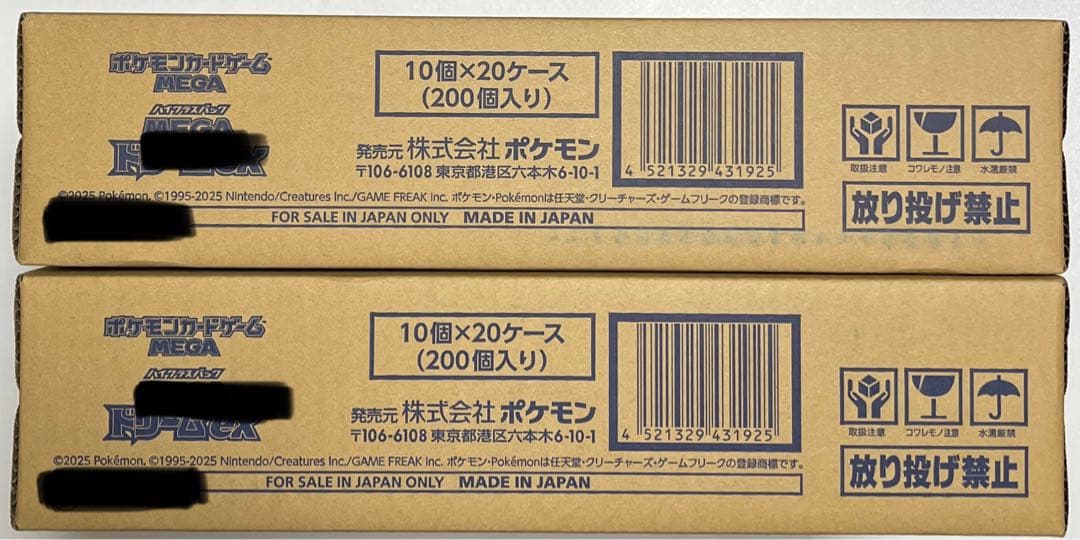 ポケモンカードゲーム
MEGA
ハイクラスパック
MEGA
ド ex
10個×20ケース
(200個入り)
発売元 株式会社 ポケモン
〒106-6108 東京都港区六本木6-10-1
4 521329 431925
取扱注意
コワレモノ注意
水濡厳禁
放り投げ禁止
©2025 Pokémon. ©1995-2025 Nintendo/Creatures Inc./GAME FREAK inc. ポケモン・Pokémonは任天堂・クリーチャーズ・ゲームフリークの登録商標です。
FOR SALE IN JAPAN ONLY MADE IN JAPAN
ポケモンカードゲーム
MEGA
ハイクラスパック
ドリームex
10個×20ケース
(200個入り)
発売元 株式会社 ポケモン
〒106-6108 東京都港区六本木6-10-1
4 521329 431925
取扱注意
コワレモノ注意
水濡厳禁
放り投げ禁止
©2025 Pokémon. ©1995-2025 Nintendo/Creatures Inc./GAME FREAK inc. ポケモン・Pokémonは任天堂・クリーチャーズ・ゲームフリークの登録商標です。
FOR SALE IN JAPAN ONLY MADE IN JAPAN